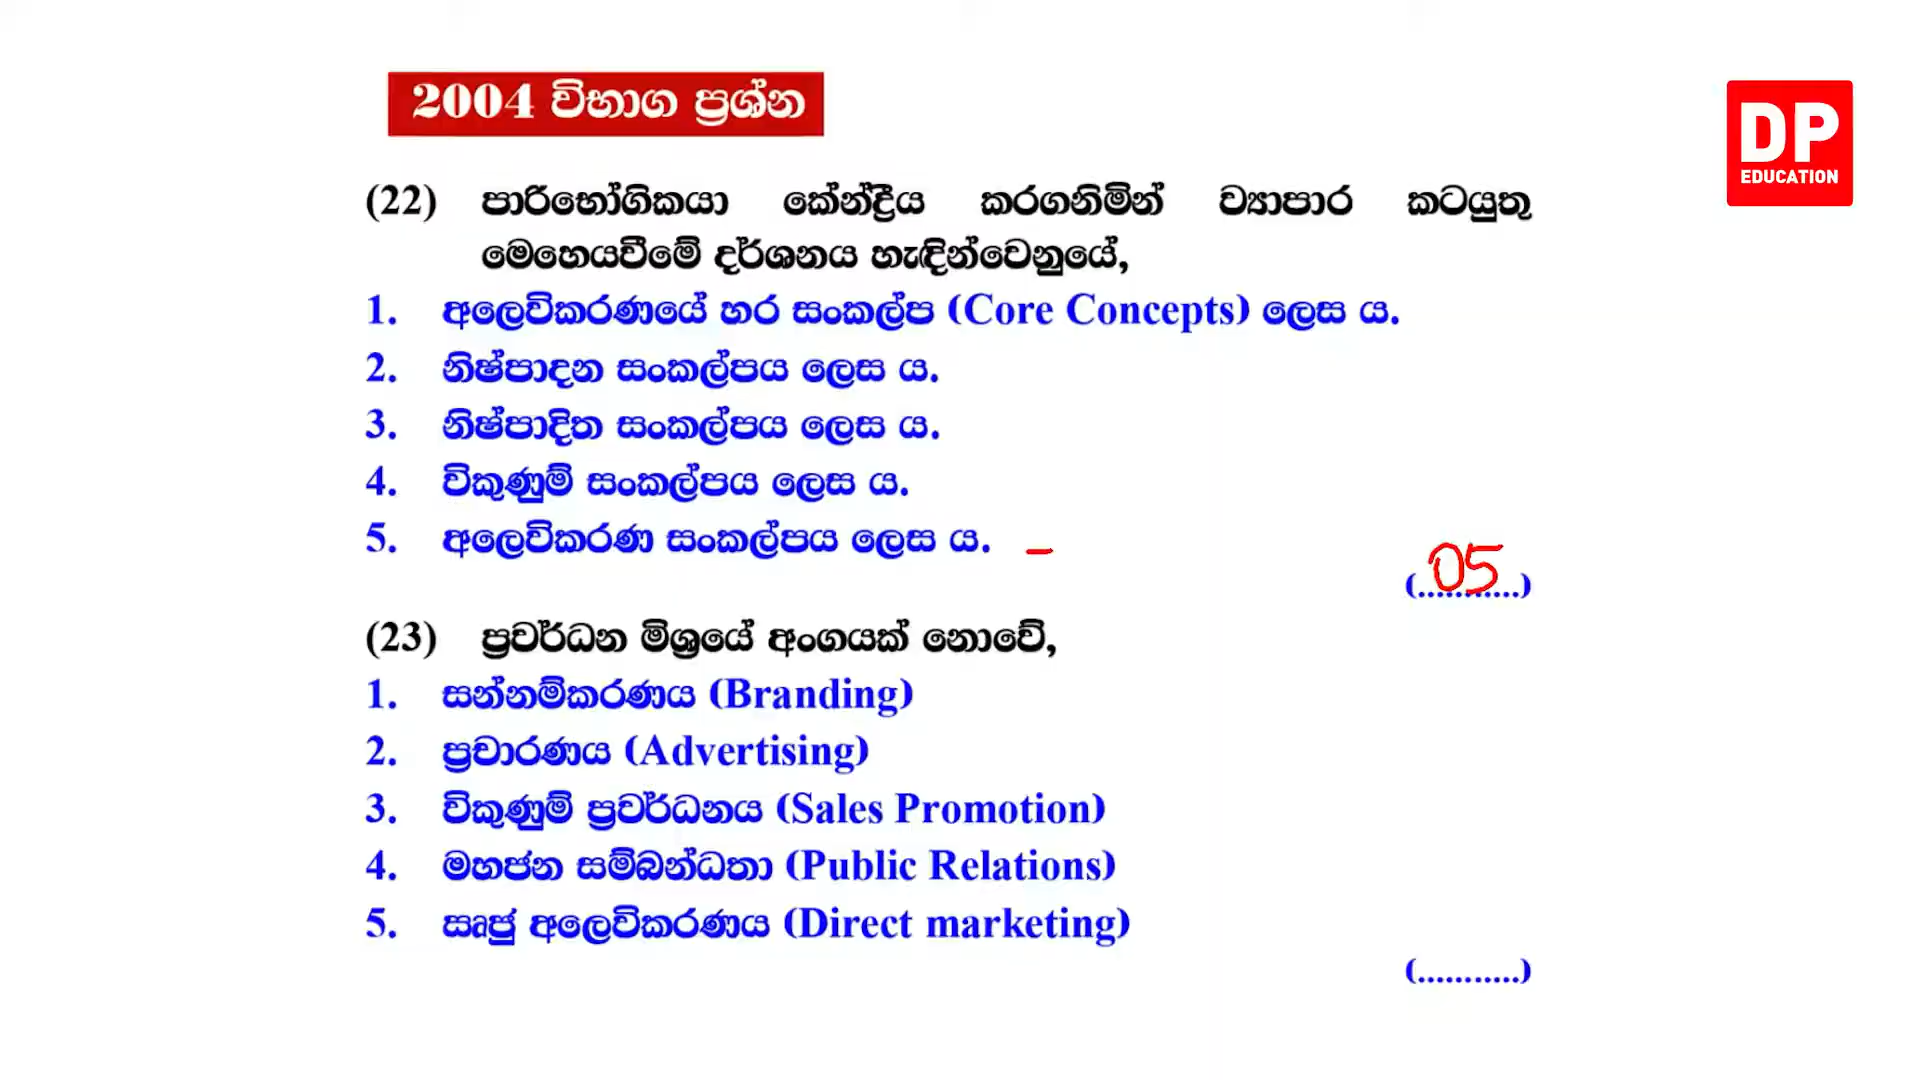 2004 විභාග ප්‍රශ්න
DP
EDUCATION
(22) පාරිභෝගිකයා කේන්ද්‍රීය කරගනිමින් ව්‍යාපාර කටයුතු
මෙහෙයවීමේ දර්ශනය හැඳින්වෙනුයේ,
1. අලෙවිකරණයේ හර සංකල්ප (Core Concepts) ලෙස ය.
2. නිෂ්පාදන සංකල්පය ලෙස ය.
3. නිෂ්පාදිත සංකල්පය ලෙස ය.
4. විකුණුම් සංකල්පය ලෙස ය.
5. අලෙවිකරණ සංකල්පය ලෙස ය. –
(....05....)
(23) ප්‍රවර්ධන මිශ්‍රයේ අංගයක් නොවේ,
1. සන්නම්කරණය (Branding)
2. ප්‍රචාරණය (Advertising)
3. විකුණුම් ප්‍රවර්ධනය (Sales Promotion)
4. මහජන සම්බන්ධතා (Public Relations)
5. සෘජු අලෙවිකරණය (Direct marketing)
(...........)